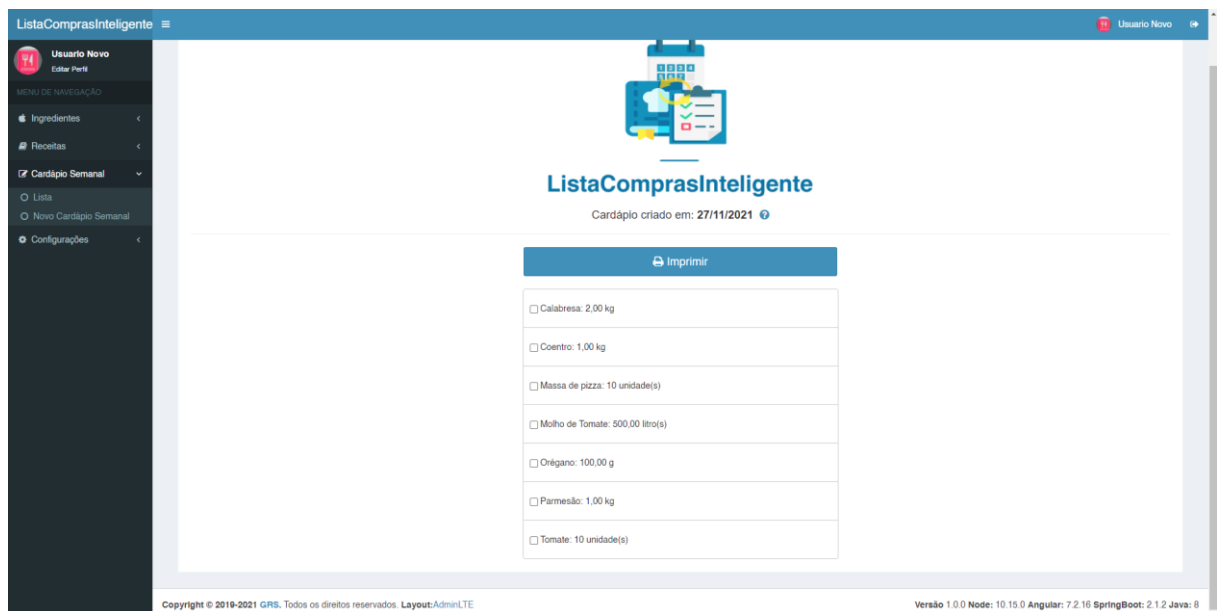 ListaComprasInteligente
Usuario Novo
Usuario Novo
Editar Perfil
MENU DE NAVEGAÇÃO
Ingredientes
Receitas
Cardápio Semanal
Lista
Novo Cardápio Semanal
Configurações
ListaComprasInteligente
Cardápio criado em: 27/11/2021
Imprimir
Calabresa: 2,00 kg
Coentro: 1,00 kg
Massa de pizza: 10 unidade(s)
Molho de Tomate: 500,00 litro(s)
Orégano: 100,00 g
Parmesão: 1,00 kg
Tomate: 10 unidade(s)
Copyright © 2019-2021 GRS. Todos os direitos reservados. Layout:AdminLTE
Versão 1.0.0 Node: 10.15.0 Angular: 7.2.16 SpringBoot: 2.1.2 Java: 8